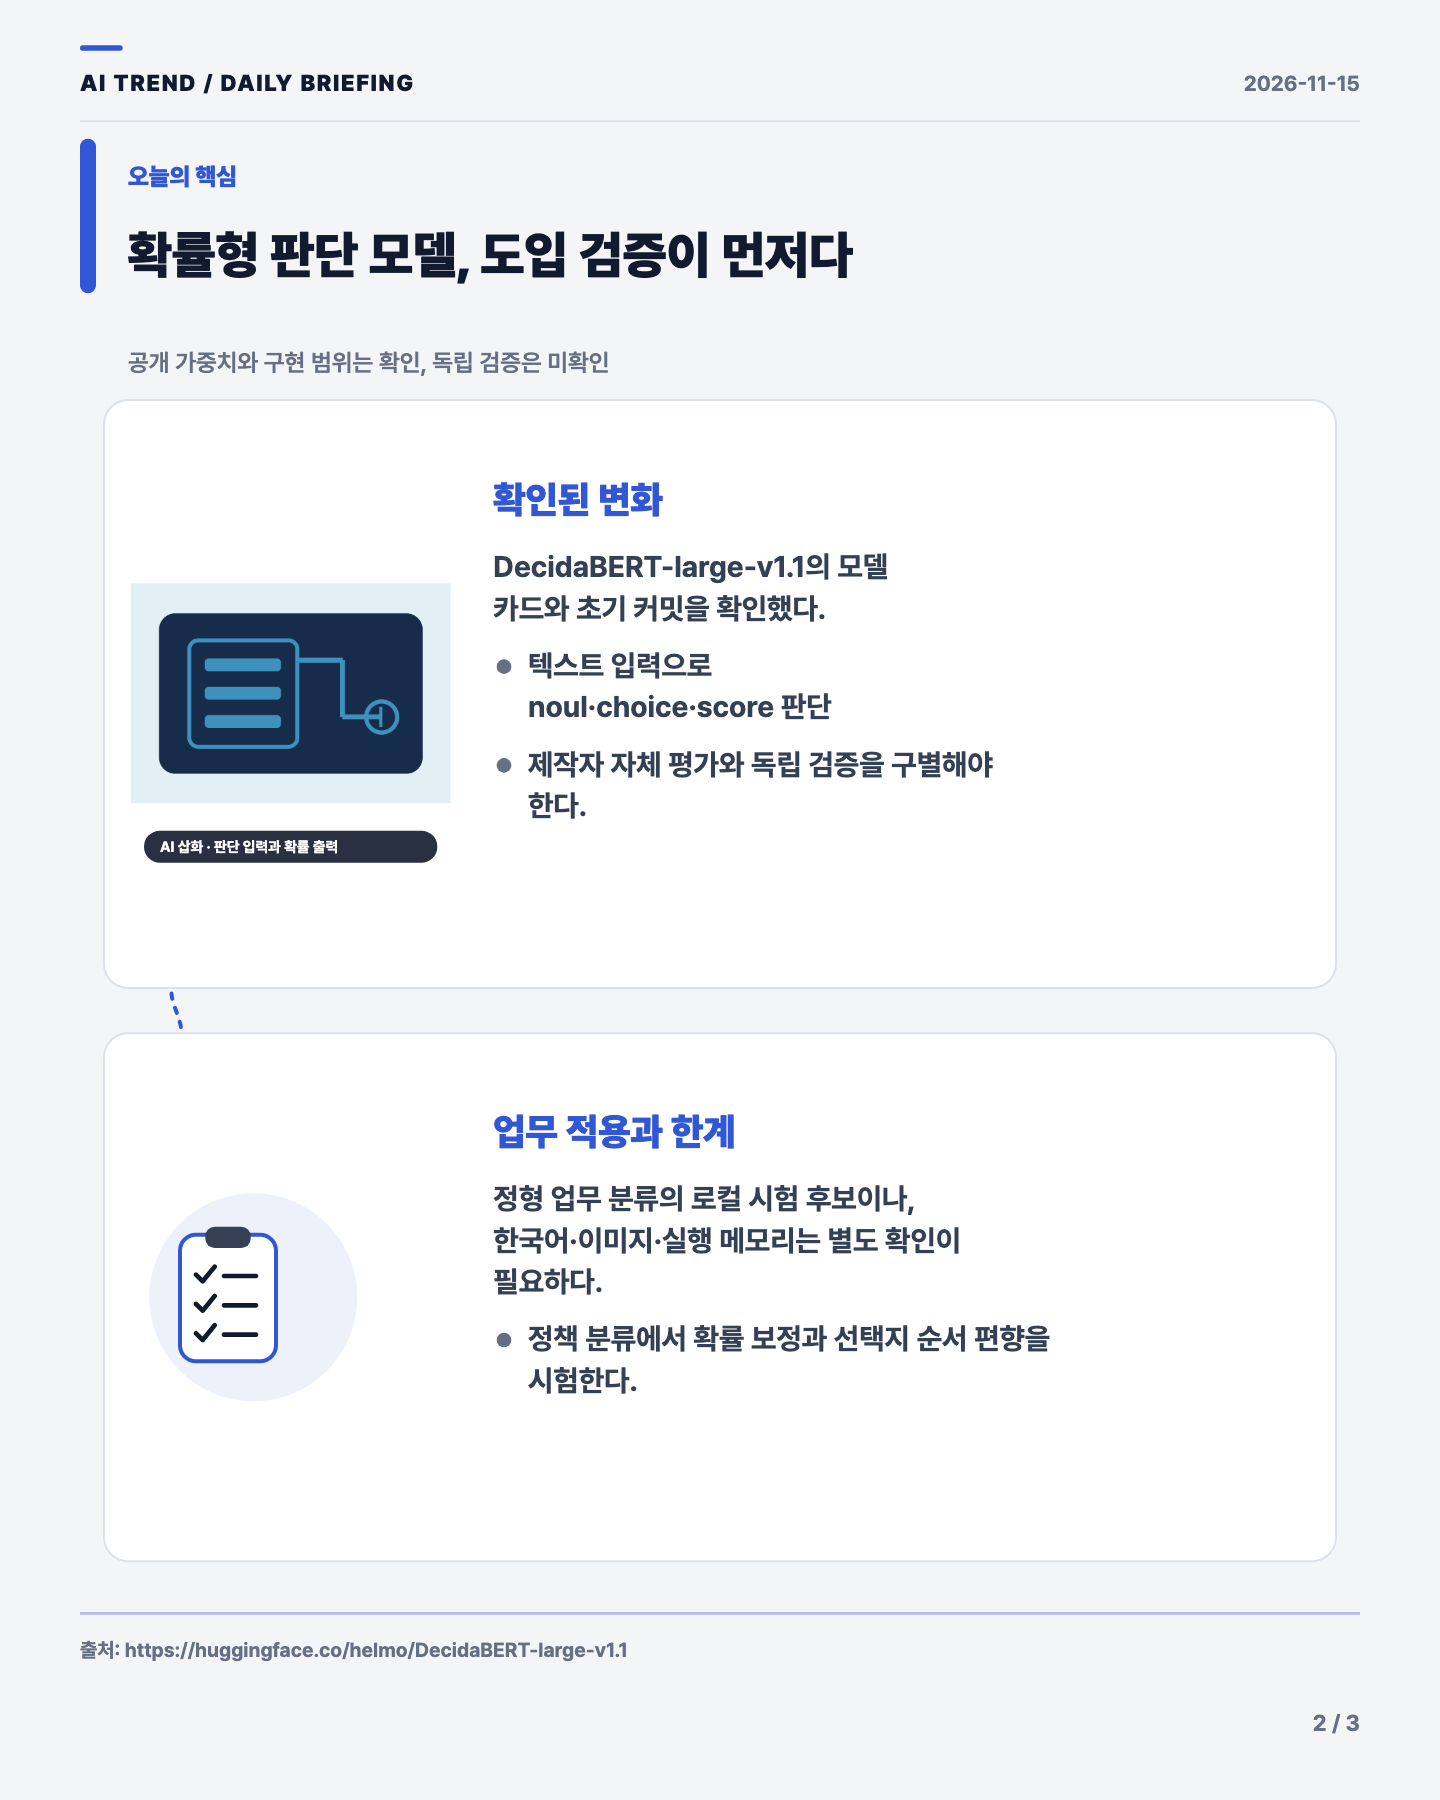 AI TREND / DAILY BRIEFING
2026-11-15
오늘의 핵심
확률형 판단 모델, 도입 검증이 먼저다
공개 가중치와 구현 범위는 확인, 독립 검증은 미확인
확인된 변화
DecidaBERT-large-v1.1의 모델
카드와 초기 커밋을 확인했다.
텍스트 입력으로
noul·choice·score 판단
제작자 자체 평가와 독립 검증을 구별해야
한다.
AI 삽화 · 판단 입력과 확률 출력
업무 적용과 한계
정형 업무 분류의 로컬 시험 후보이나,
한국어·이미지·실행 메모리는 별도 확인이
필요하다.
정책 분류에서 확률 보정과 선택지 순서 편향을
시험한다.
출처: https://huggingface.co/helmo/DecidaBERT-large-v1.1
2 / 3